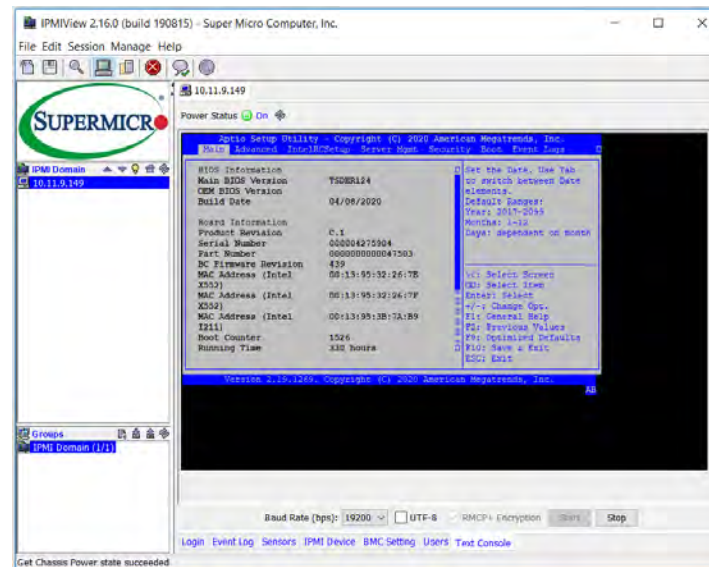 IPMIView 2.16.0 (build 190815) - Super Micro Computer, Inc.
File Edit Session Manage Help
10.11.9.149
SUPERMICR
Power Status On
Aptio Setup Utility - Copyright (C) 2020 American Megatrends, Inc.
Main Advanced IntelRCSetup Server Mgmt Security Boot Event Logs
IPMI Domain
10.11.9.149
BIOS Information
Main BIOS Version TSDER124
OEM BIOS Version
Build Date 04/08/2020
Board Information
Product Revision C.1
Serial Number 000004275904
Part Number 0000000000047503
BC Firmware Revision 439
MAC Address (Intel 00:13:95:32:26:7E
X552)
MAC Address (Intel 00:13:95:32:26:7F
X552)
MAC Address (Intel 00:13:95:3B:7A:B9
I211)
Boot Counter 1526
Running Time 330 hours
Set the Date. Use Tab
to switch between Date
elements.
Default Ranges:
Year: 2017-2099
Months: 1-12
Days: dependent on month
Select Screen
Select Item
Enter: Select
+/-: Change Opt.
F1: General Help
F2: Previous Values
F9: Optimized Defaults
F10: Save & Exit
ESC: Exit
Version 2.19.1269. Copyright (C) 2020 American Megatrends, Inc.
AB
Groups
IPMI Domain (1/1)
Baud Rate (bps): 19200 UTF-8 RMCP+ Encryption Start Stop
Login Event Log Sensors IPMI Device BMC Setting Users Text Console
Get Chassis Power state succeeded